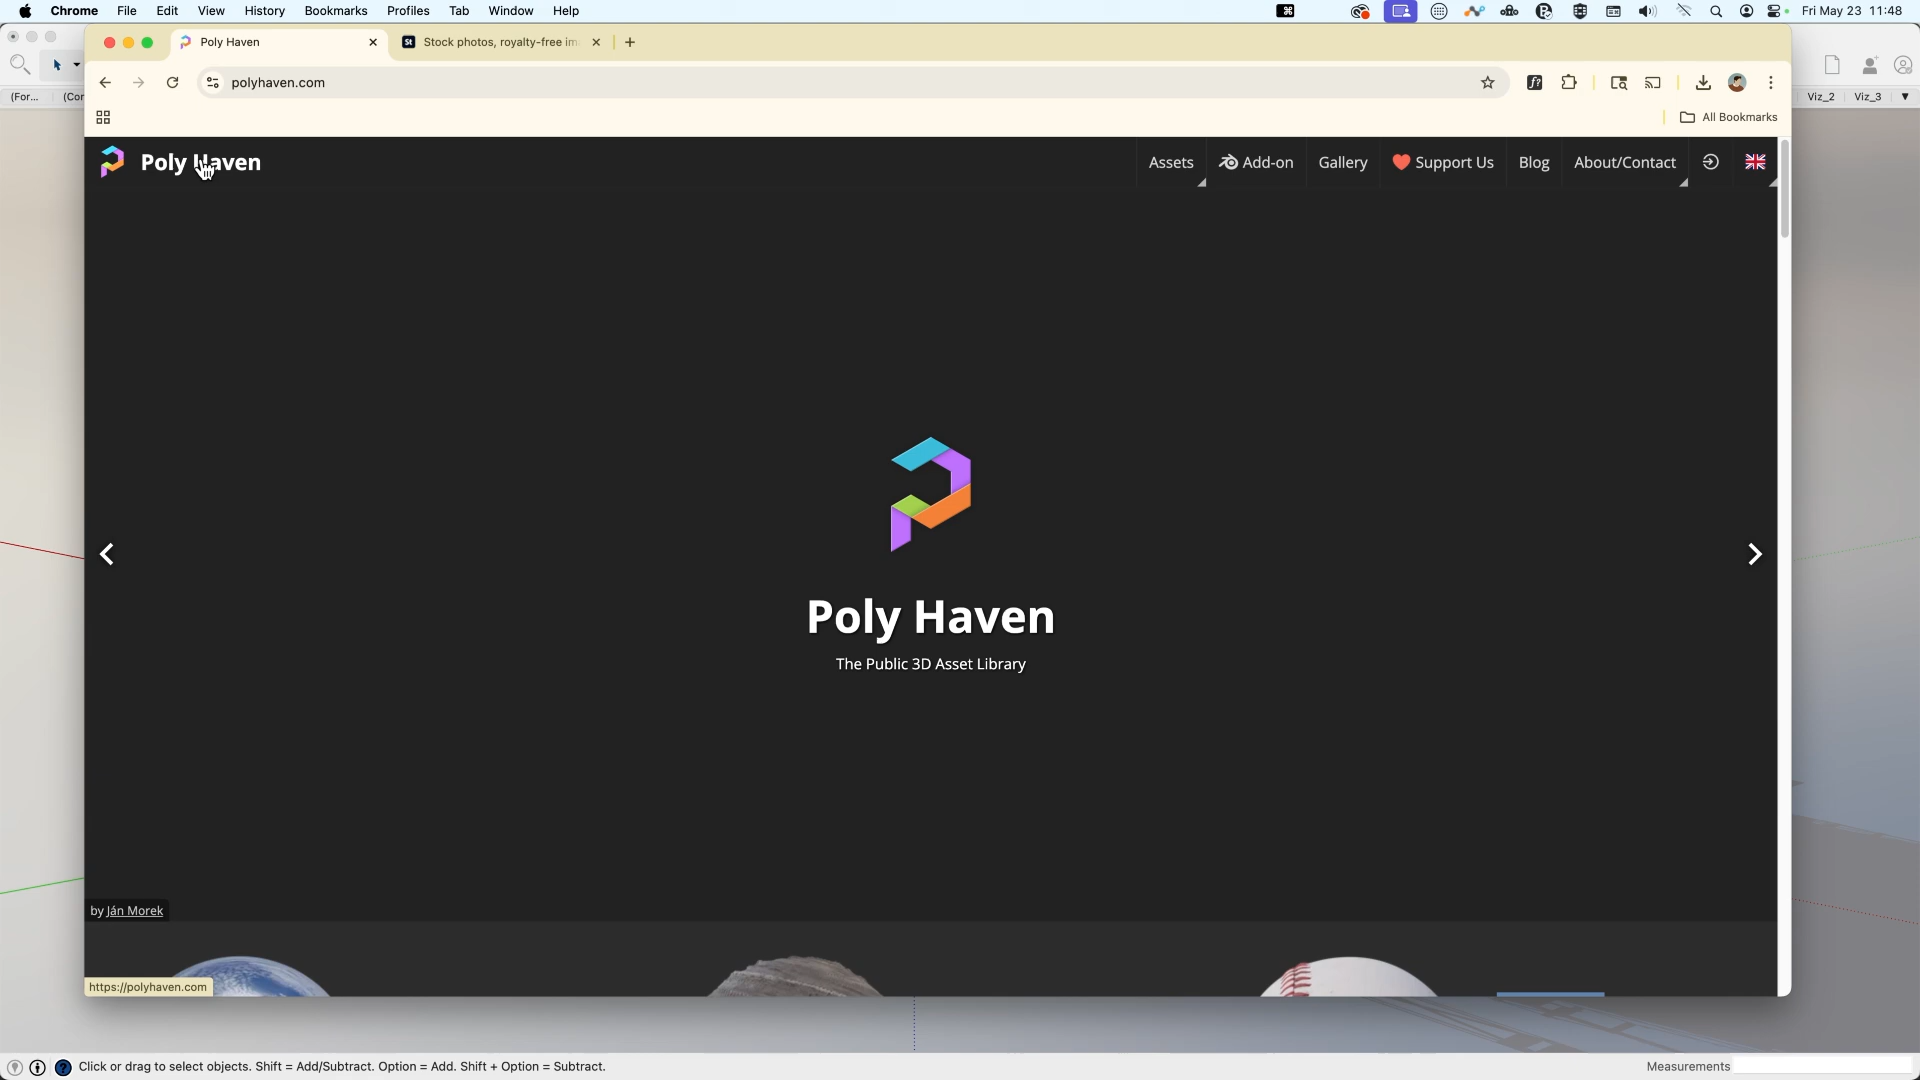 Chrome File Edit View History Bookmarks Profiles Tab Window Help Fri May 23 11:48
Poly Haven
Stock photos, royalty-free im
polyhaven.com
(For... (Cor
Viz_2 Viz_3
All Bookmarks
Poly Haven
Assets Add-on Gallery Support Us Blog About/Contact
Poly Haven
The Public 3D Asset Library
by Ján Morek
https://polyhaven.com
Click or drag to select objects. Shift = Add/Subtract. Option = Add. Shift + Option = Subtract.
Measurements